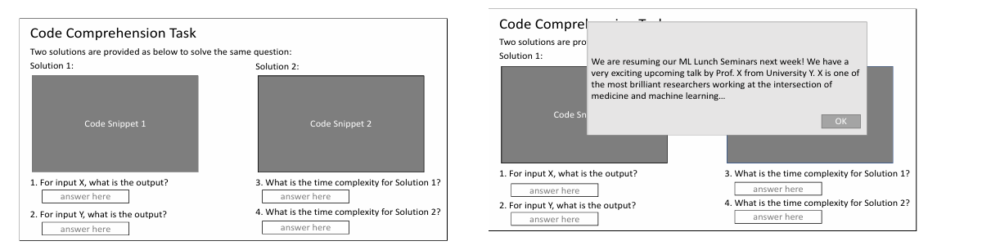 Code Comprehension Task
Two solutions are provided as below to solve the same question:
Solution 1:
Solution 2:
Code Snippet 1
Code Snippet 2
1. For input X, what is the output?
answer here
2. For input Y, what is the output?
answer here
3. What is the time complexity for Solution 1?
answer here
4. What is the time complexity for Solution 2?
answer here
Code
Two solutions are
Solution 1:
Code
We are resuming our ML Lunch Seminars next week! We have a
very exciting upcoming talk by Prof. X from University Y. X is one of
the most brilliant researchers working at the intersection of
medicine and machine learning...
OK
1. For input X, what is the output?
answer here
2. For input Y, what is the output?
answer here
3. What is the time complexity for Solution 1?
answer here
4. What is the time complexity for Solution 2?
answer here